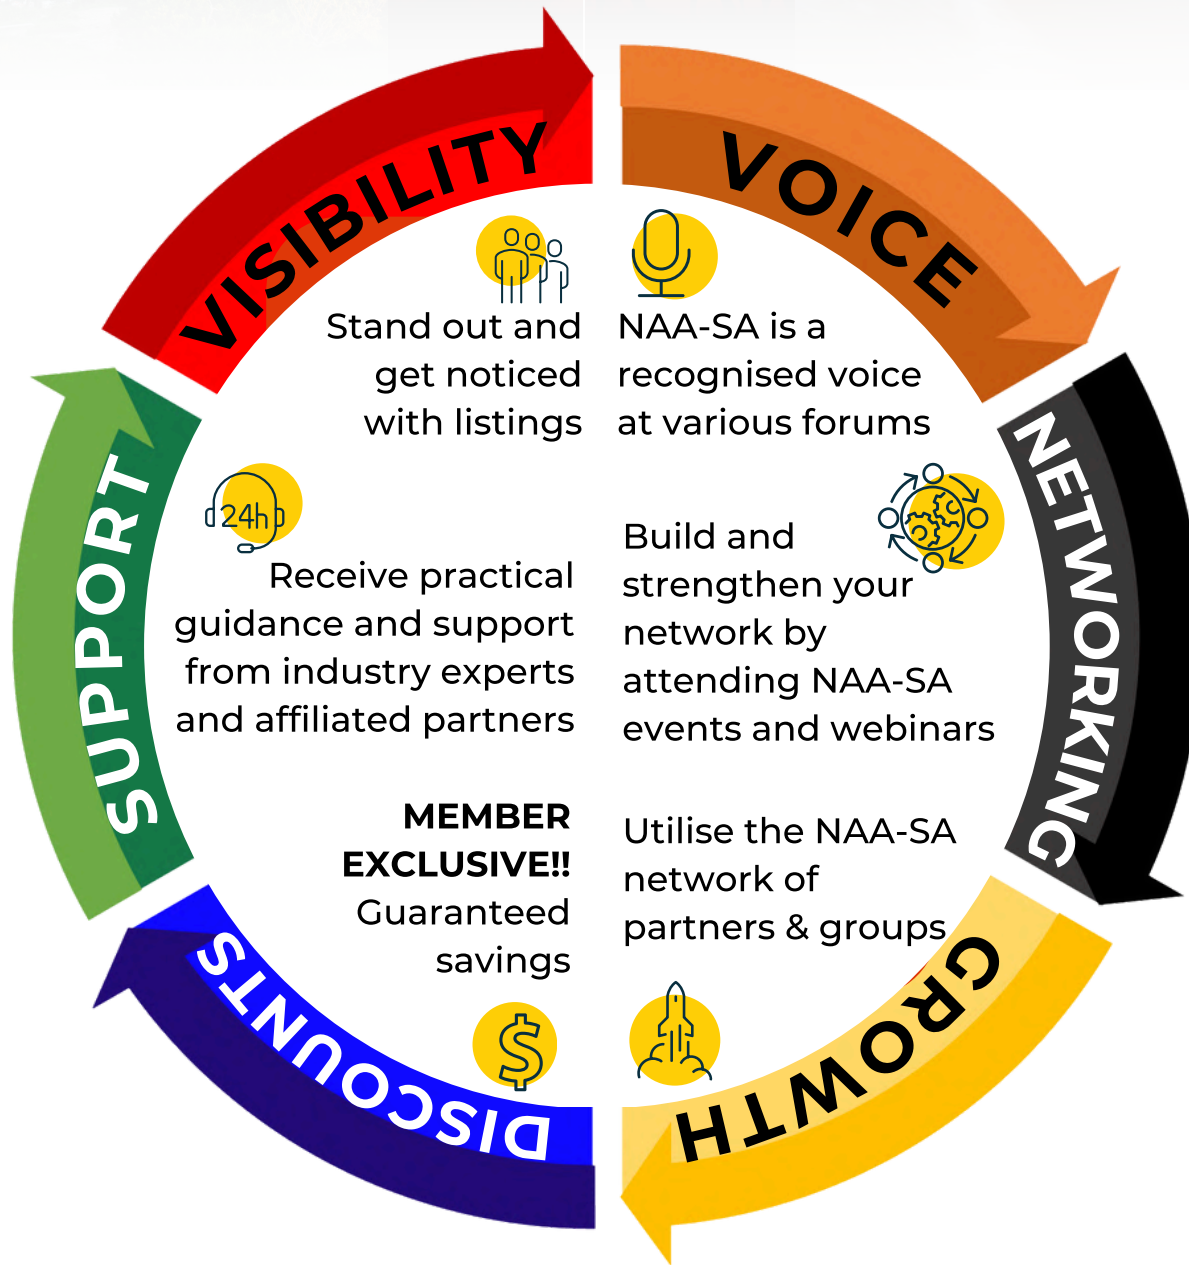 VISIBILITY
Stand out and
get noticed
with listings
VOICE
NAA-SA is a
recognised voice
at various forums
NETWORKING
Build and
strengthen your
network by
attending NAA-SA
events and webinars
GROWTH
Utilise the NAA-SA
network of
partners & groups
DISCOUNTS
MEMBER
EXCLUSIVE!!
Guaranteed
savings
$
SUPPORT
24h
Receive practical
guidance and support
from industry experts
and affiliated partners